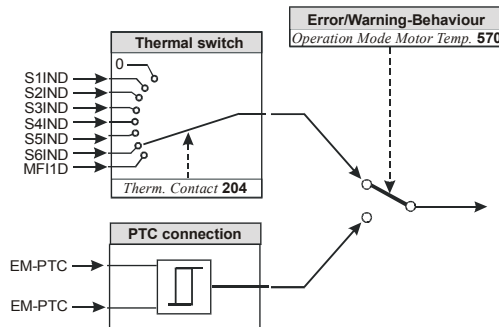 Error/Warning-Behaviour
Operation Mode Motor Temp. 570
Thermal switch
0
S1IND
S2IND
S3IND
S4IND
S5IND
S6IND
MFI1D
Therm. Contact 204
PTC connection
EM-PTC
EM-PTC